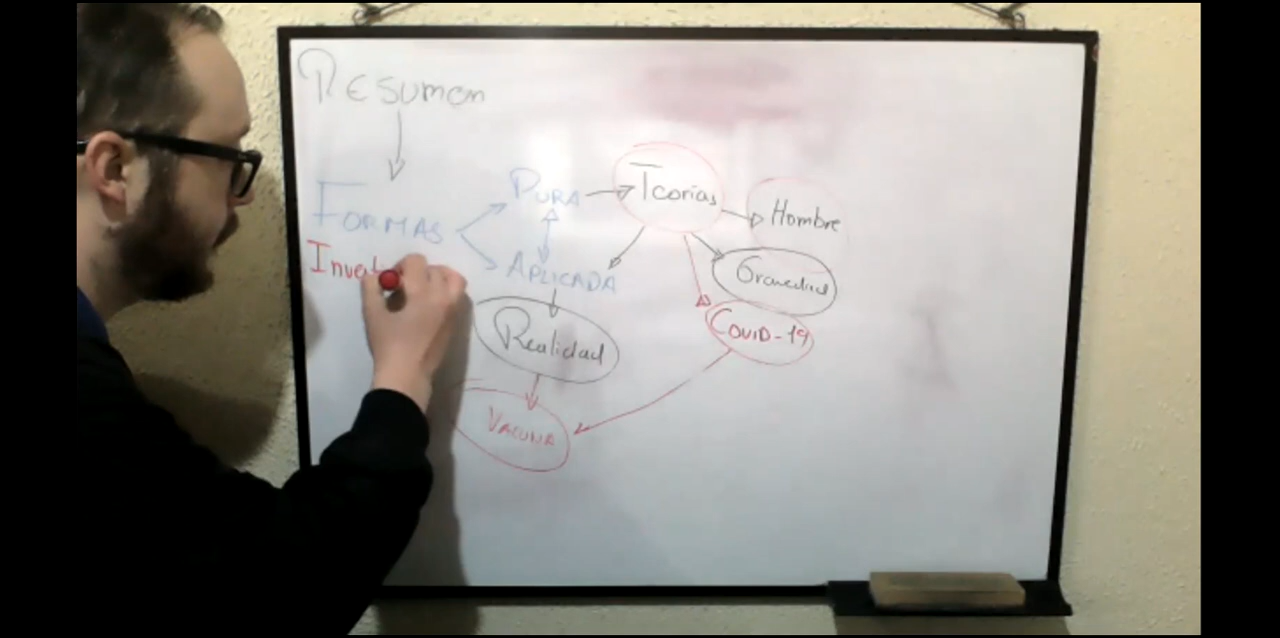 Resumen
FORMAS
PURA
Teorías
Hombre
APLICADA
Gravedad
Realidad
COVID-19
VACUNA